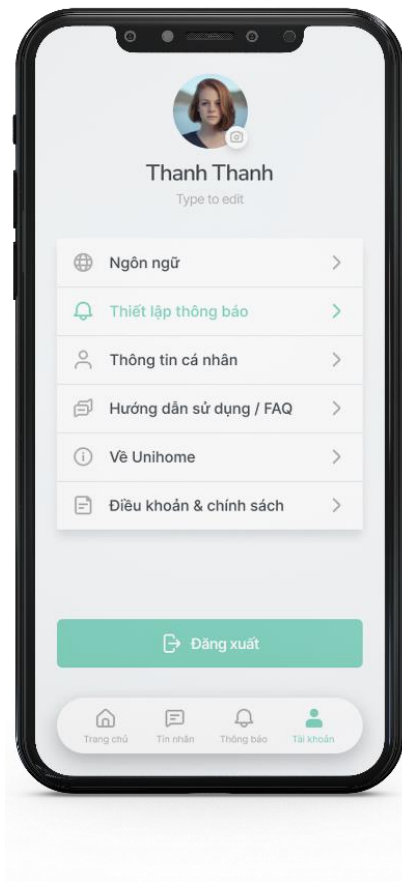 Thanh Thanh
Type to edit
Ngôn ngữ
Thiết lập thông báo
Thông tin cá nhân
Hướng dẫn sử dụng / FAQ
Về Unihome
Điều khoản & chính sách
Đăng xuất
Trang chủ Tin nhắn Thông báo Tài khoản